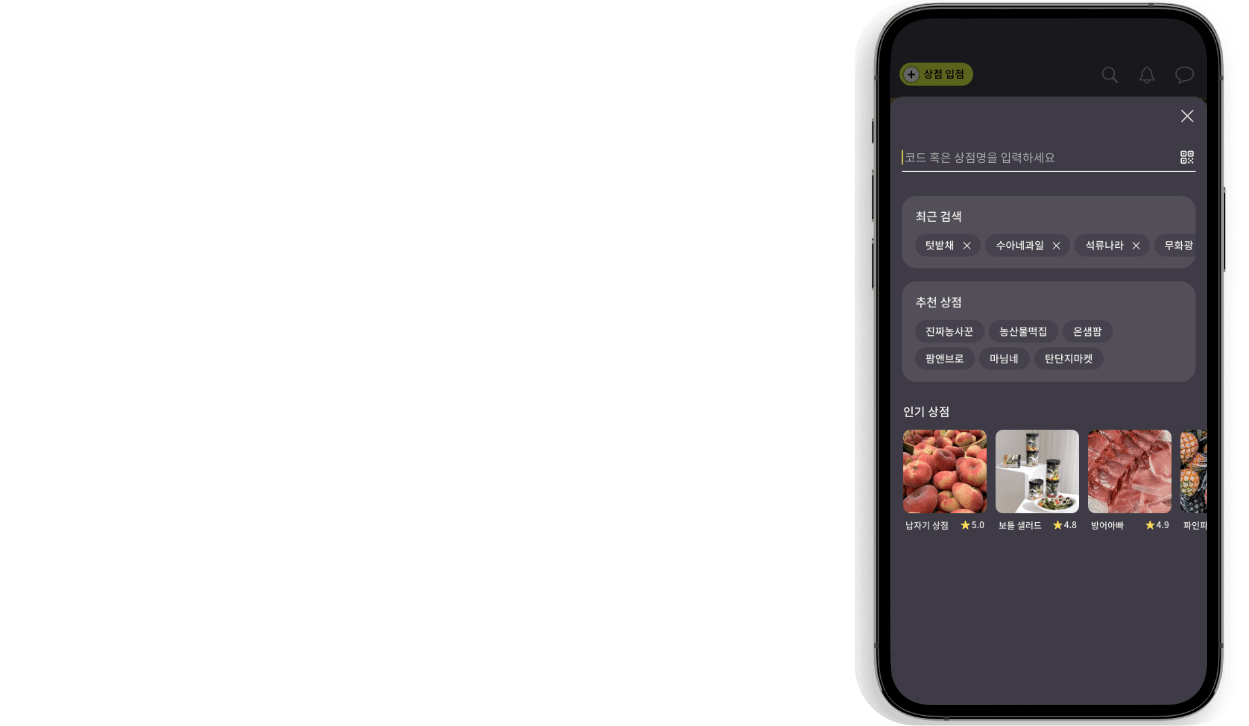 상점 입점
코드 혹은 상점명을 입력하세요
최근 검색
텃밭채 수아네과일 석류나라 무화광
추천 상점
진짜농사꾼 농산물떡집 온샘팜
팜앤브로 마님네 탄단지마켓
인기 상점
납자기 상점 5.0 보틀 샐러드 4.8 방어아빠 4.9 파인파